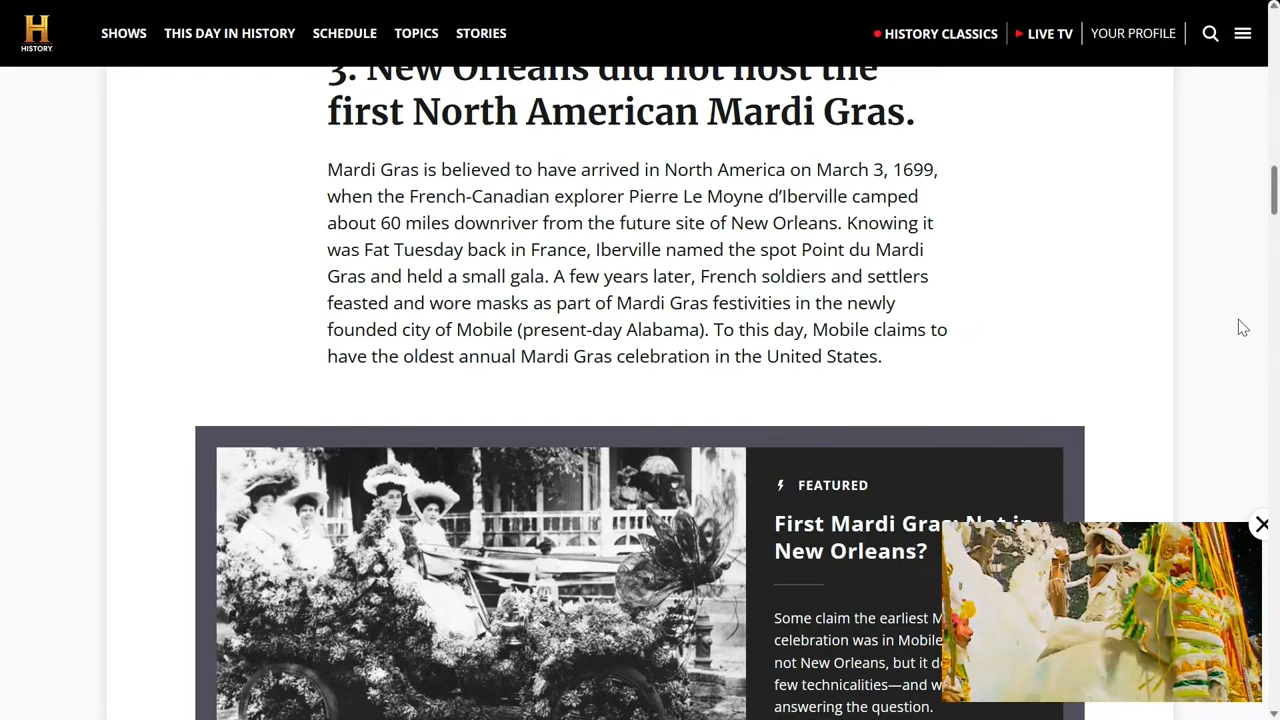 HISTORY
SHOWS
THIS DAY IN HISTORY
SCHEDULE
TOPICS
STORIES
HISTORY CLASSICS
LIVE TV
YOUR PROFILE
3. New Orleans did not host the
first North American Mardi Gras.
Mardi Gras is believed to have arrived in North America on March 3, 1699,
when the French-Canadian explorer Pierre Le Moyne d’Iberville camped
about 60 miles downriver from the future site of New Orleans. Knowing it
was Fat Tuesday back in France, Iberville named the spot Point du Mardi
Gras and held a small gala. A few years later, French soldiers and settlers
feasted and wore masks as part of Mardi Gras festivities in the newly
founded city of Mobile (present-day Alabama). To this day, Mobile claims to
have the oldest annual Mardi Gras celebration in the United States.
FEATURED
First Mardi Gras: Not in
New Orleans?
Some claim the earliest M
celebration was in Mobile
not New Orleans, but it de
few technicalities—and w
answering the question.